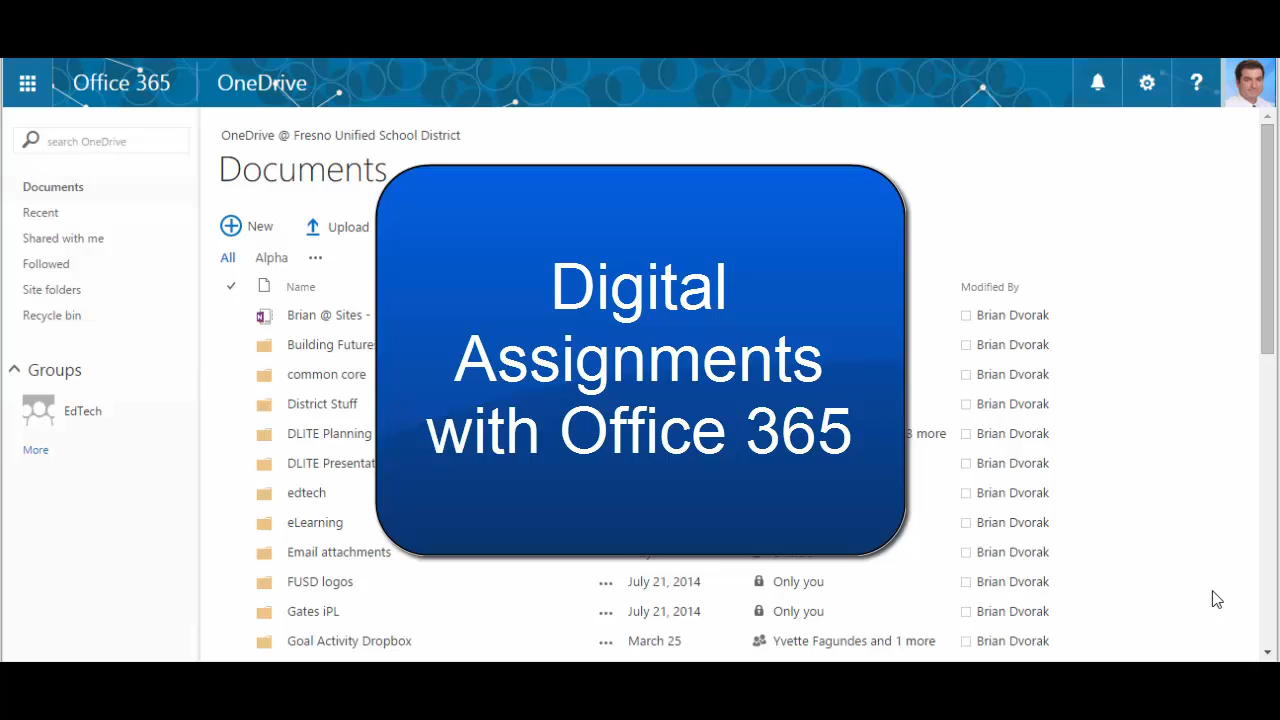 Office 365
OneDrive
?
search OneDrive
Documents
Recent
Shared with me
Followed
Site folders
Recycle bin
Groups
EdTech
More
OneDrive @ Fresno Unified School District
Documents
New
Upload
All
Alpha
...
Name
Modified By
Brian @ Sites -
Brian Dvorak
Building
Brian Dvorak
common core
Brian Dvorak
District Stuff
Brian Dvorak
DLITE Planning
3 more
Brian Dvorak
DLITE
Brian Dvorak
edtech
Brian Dvorak
eLearning
Brian Dvorak
Email attachments
Brian Dvorak
FUSD logos
...
July 21, 2014
Only you
Brian Dvorak
Gates iPL
...
July 21, 2014
Only you
Brian Dvorak
Goal Activity Dropbox
...
March 25
Yvette Fagundes and 1 more
Brian Dvorak
Digital
Assignments
with Office 365